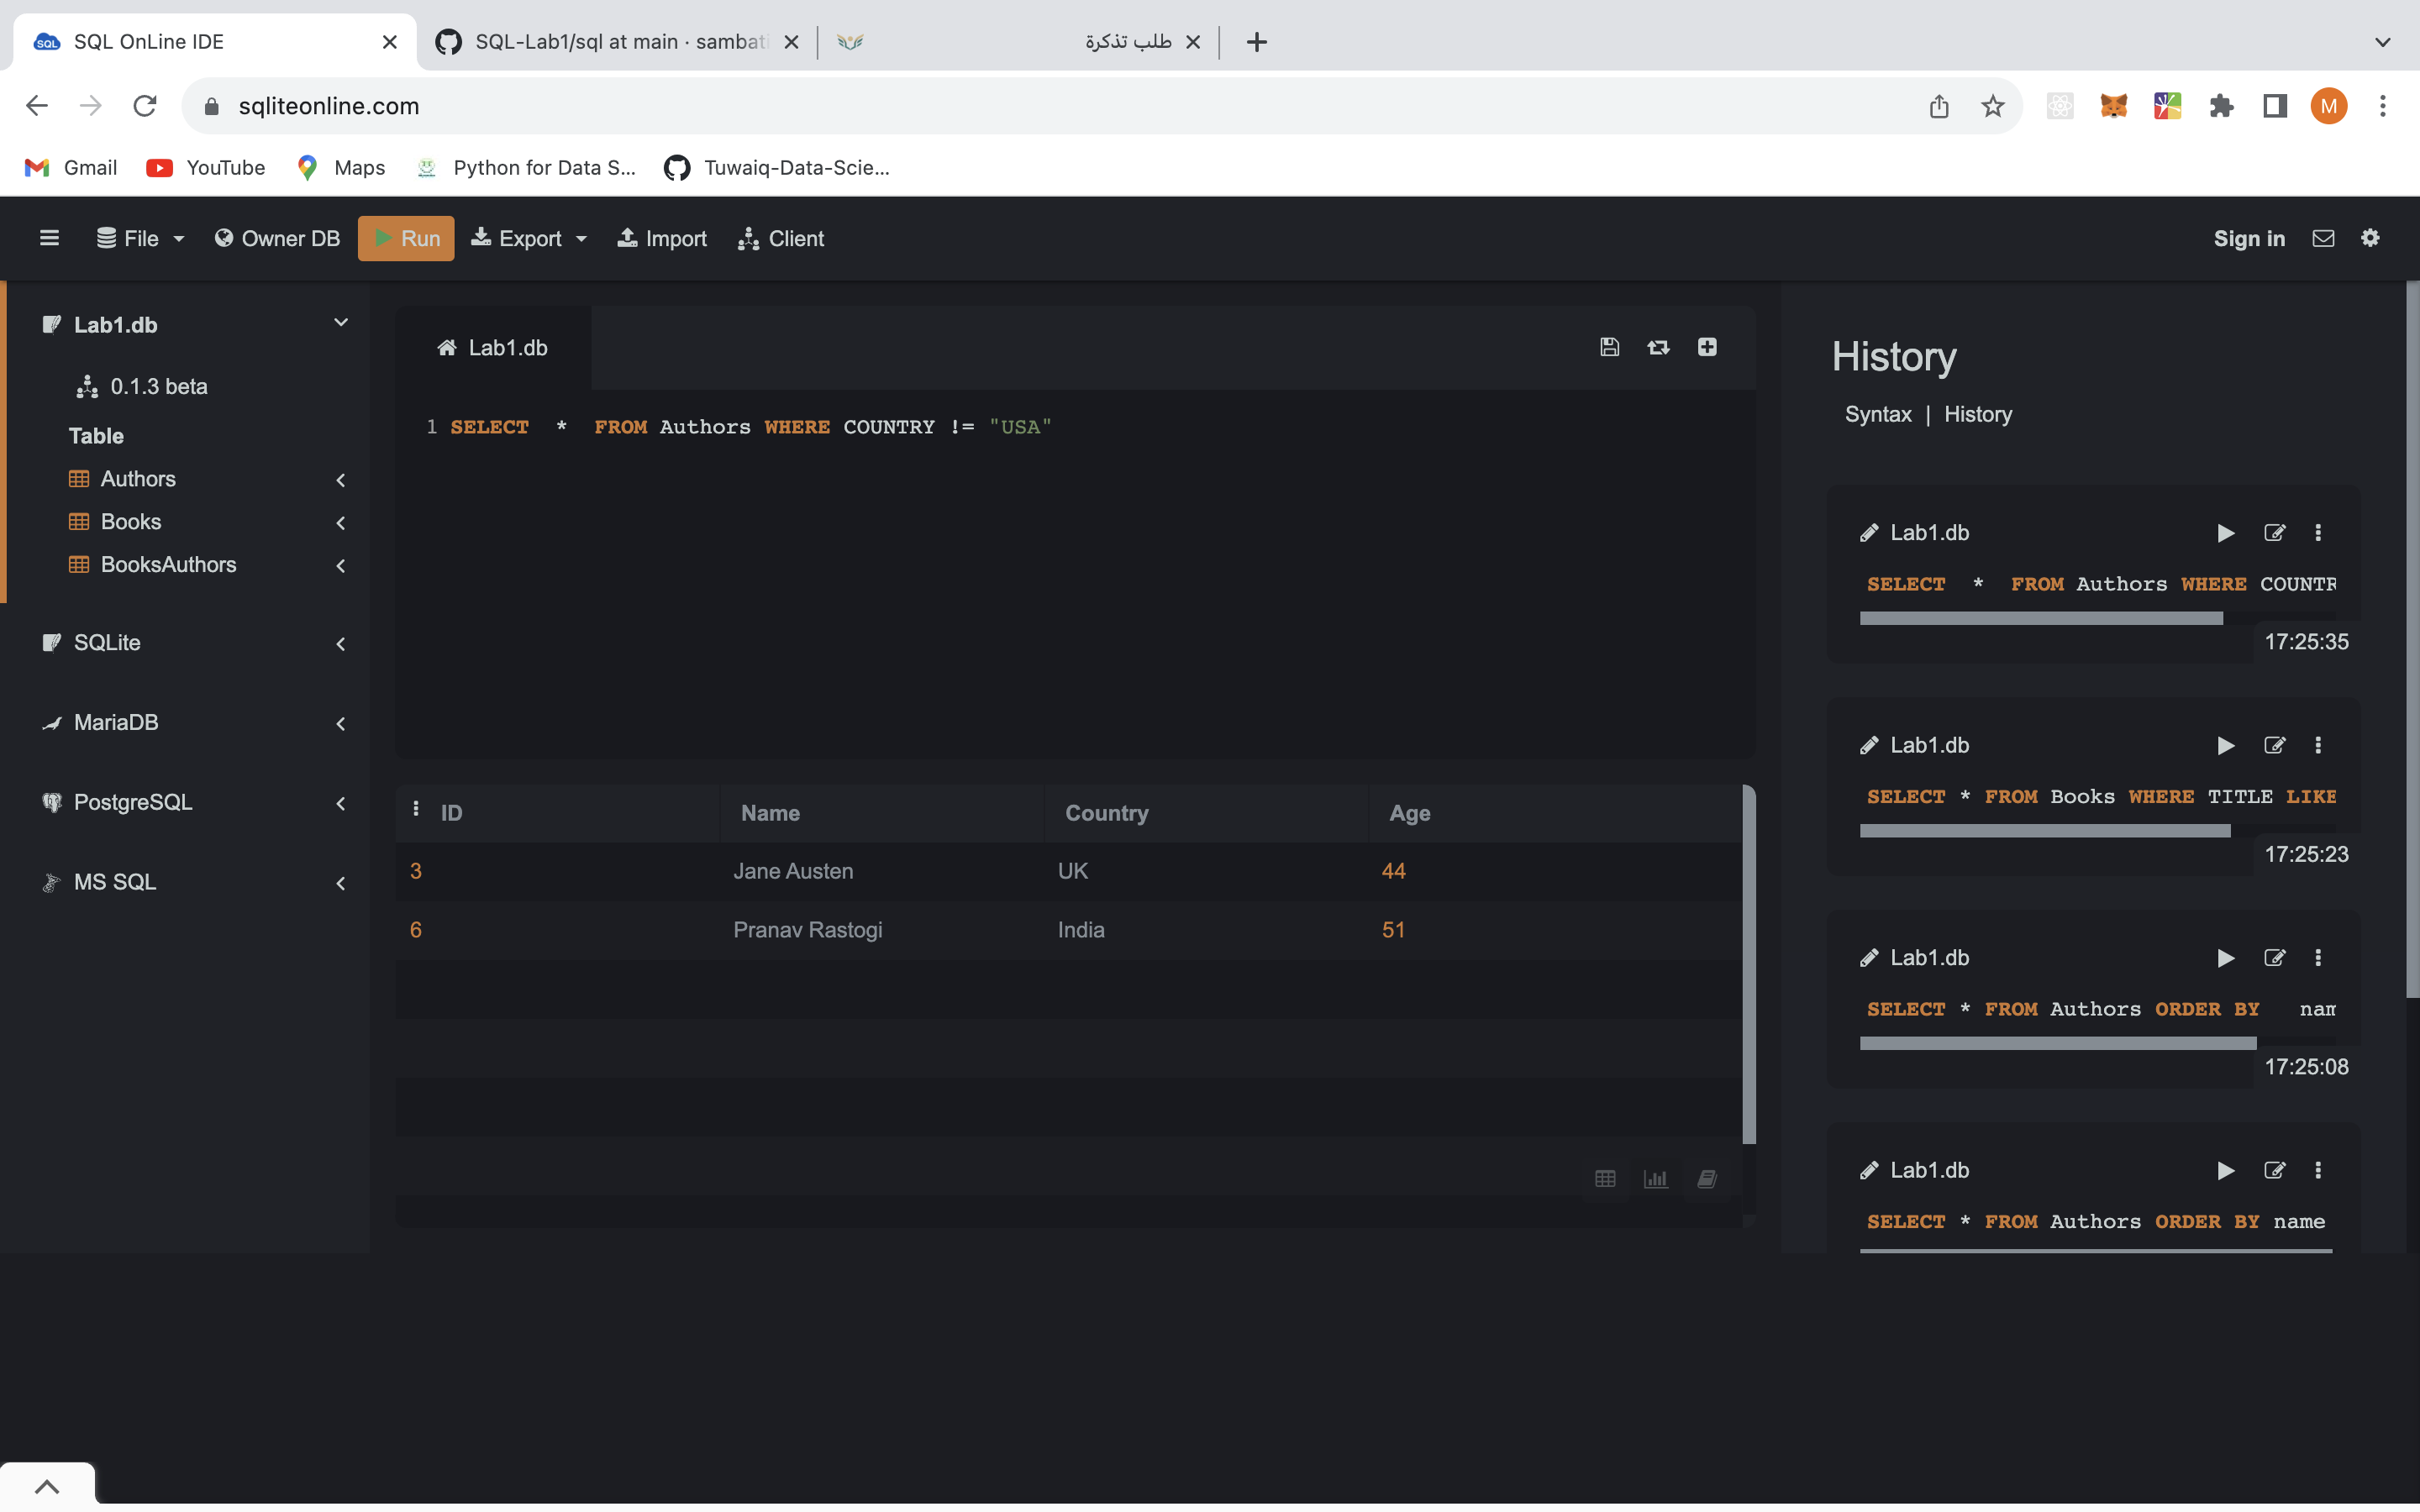 SQL OnLine IDE
SQL-Lab1/sql at main · sambati
طلب تذكرة
sqliteonline.com
M
Gmail
YouTube
Maps
Python for Data S...
Tuwaiq-Data-Scie...
File
Owner DB
Run
Export
Import
Client
Sign in
Lab1.db
0.1.3 beta
Table
Authors
Books
BooksAuthors
SQLite
MariaDB
PostgreSQL
MS SQL
Lab1.db
1 SELECT * FROM Authors WHERE COUNTRY != "USA"
ID Name Country Age
3 Jane Austen UK 44
6 Pranav Rastogi India 51
History
Syntax | History
Lab1.db
SELECT * FROM Authors WHERE COUNTR
17:25:35
Lab1.db
SELECT * FROM Books WHERE TITLE LIKE
17:25:23
Lab1.db
SELECT * FROM Authors ORDER BY nam
17:25:08
Lab1.db
SELECT * FROM Authors ORDER BY name